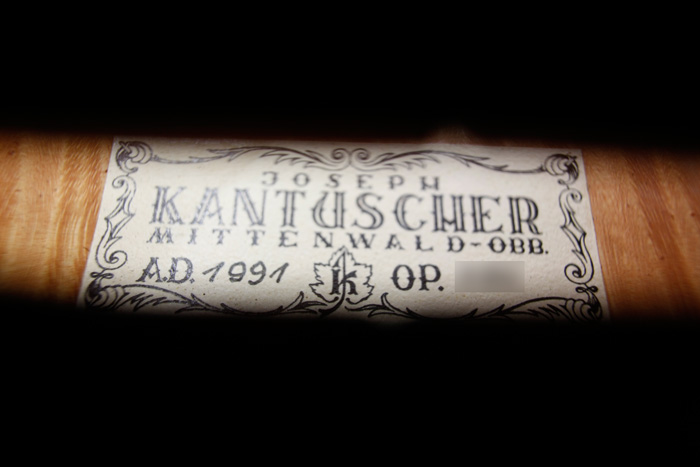 JOSEPH
KANTUSCHER
MITTENWALD-OBB.
A.D. 1991 k OP.